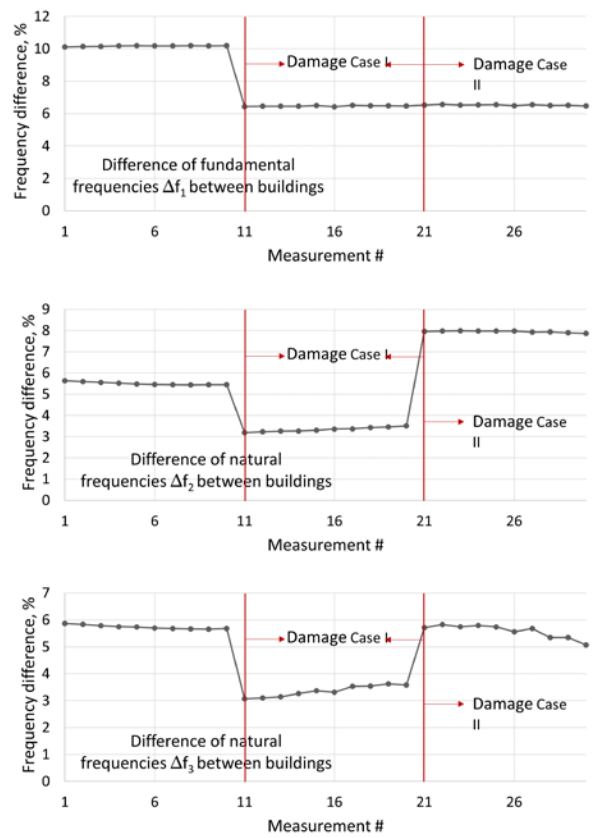 Frequency difference, %
12
10
8
6
4
2
0
Damage Case I
Damage Case
II
Difference of fundamental
frequencies Δf1 between buildings
1 6 11 16 21 26
Measurement #
Frequency difference, %
9
8
7
6
5
4
3
2
1
0
Damage Case I
Damage Case
II
Difference of natural
frequencies Δf2 between buildings
1 6 11 16 21 26
Measurement #
Frequency difference, %
7
6
5
4
3
2
1
0
Damage Case I
Damage Case
II
Difference of natural
frequencies Δf3 between buildings
1 6 11 16 21 26
Measurement #